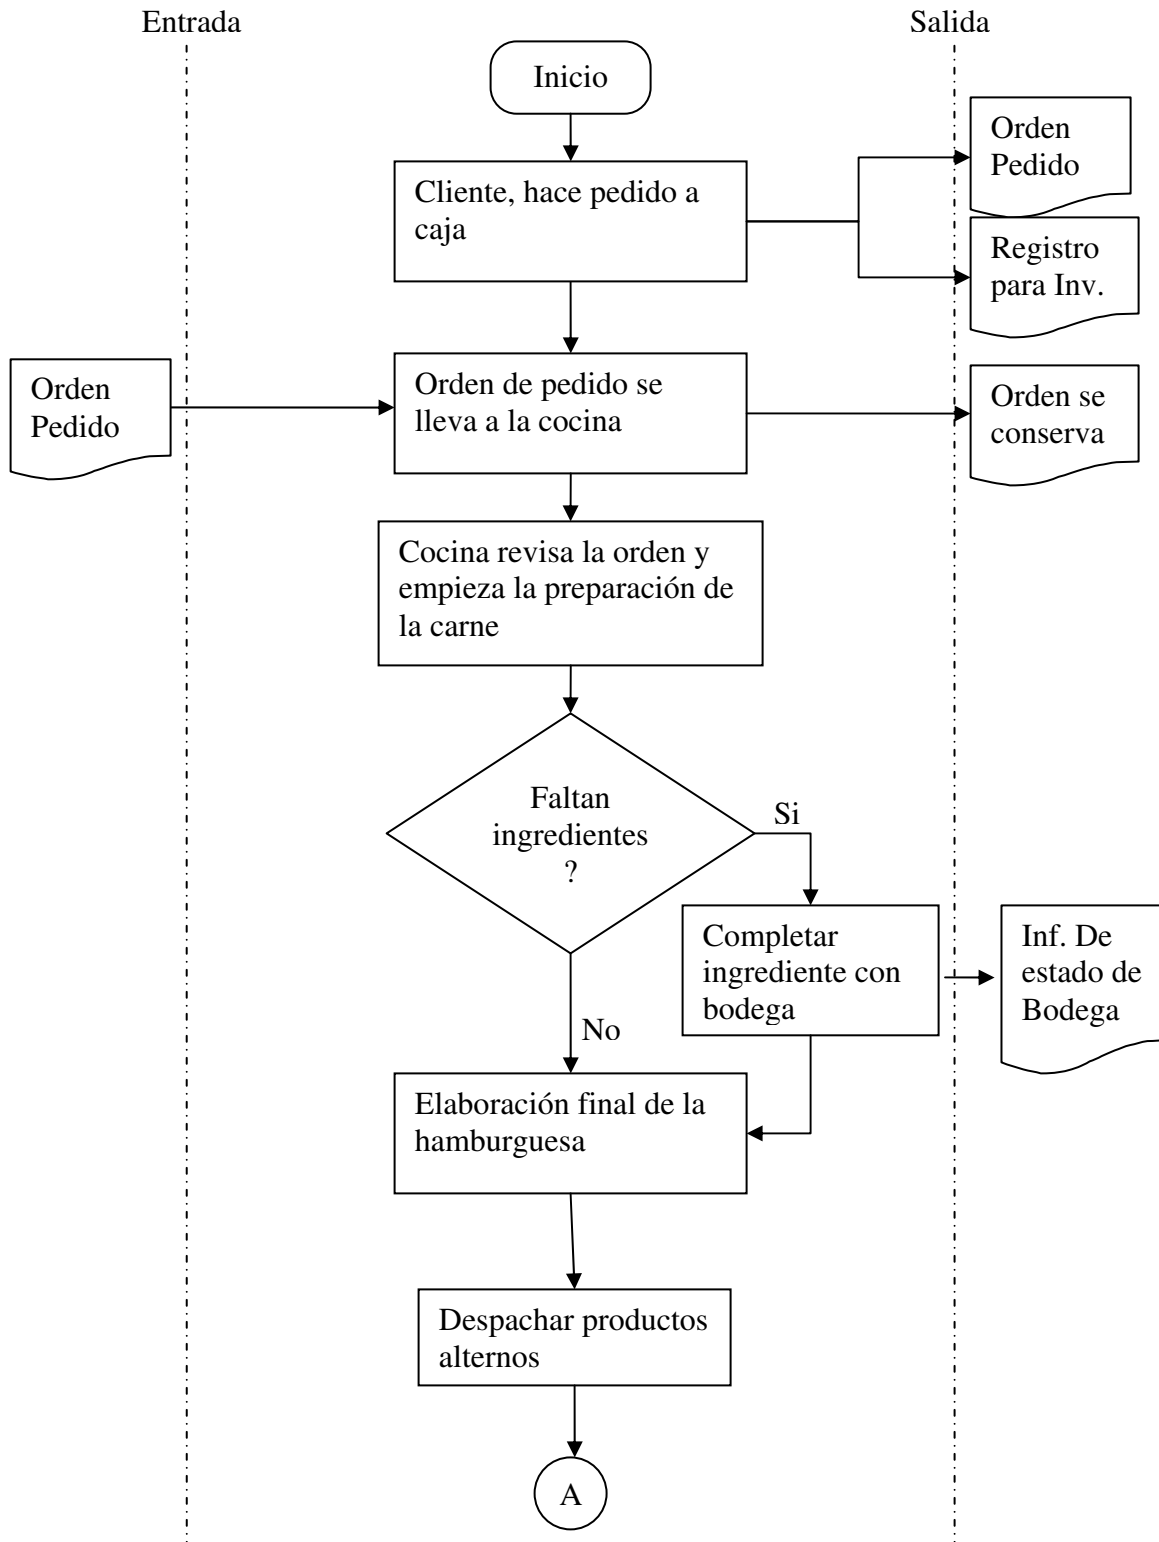 Entrada
Salida
Inicio
Orden
Pedido
Cliente, hace pedido a
caja
Registro
para Inv.
Orden
Pedido
Orden de pedido se
lleva a la cocina
Orden se
conserva
Cocina revisa la orden y
empieza la preparación de
la carne
Faltan
ingredientes
?
Si
Completar
ingrediente con
bodega
Inf. De
estado de
Bodega
No
Elaboración final de la
hamburguesa
Despachar productos
alternos
A